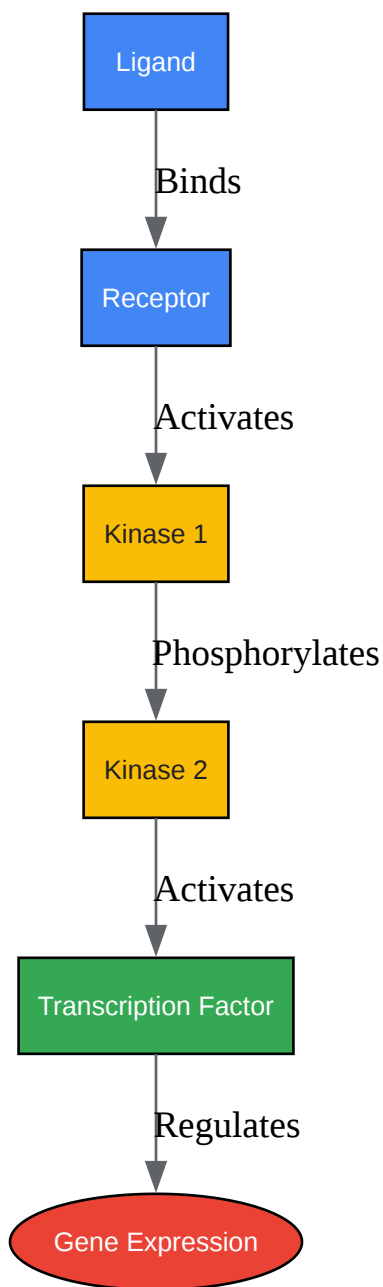 Ligand
Binds
Receptor
Activates
Kinase 1
Phosphorylates
Kinase 2
Activates
Transcription Factor
Regulates
Gene Expression